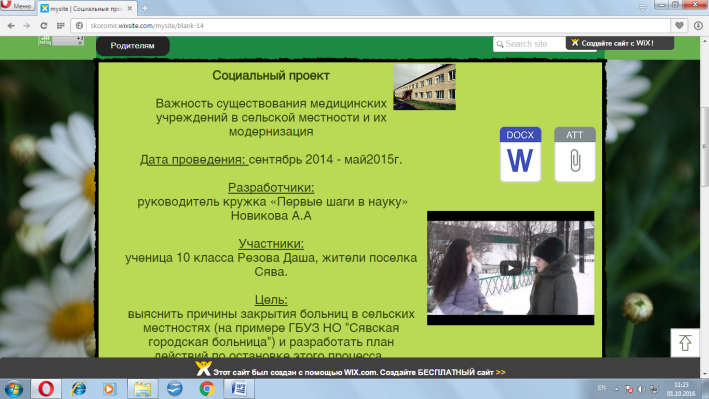 Меню
mysite | Социальные прое
skoromir.wixsite.com/mysite/blank-14
Родителям
Search site
Создайте сайт с WiX!
Социальный проект
Важность существования медицинских
учреждений в сельской местности и их
модернизация
Дата проведения: сентябрь 2014 - май2015г.
Разработчики:
руководитель кружка «Первые шаги в науку»
Новикова А.А
Участники:
ученица 10 класса Резова Даша, жители поселка
Сява.
Цель:
выяснить причины закрытия больниц в сельских
местностях (на примере ГБУЗ НО "Сявская
городская больница") и разработать план
действий по остановке этого процесса
DOCX
W
ATT
Этот сайт был создан с помощью WIX.com. Создайте БЕСПЛАТНЫЙ сайт >>
EN
11:23
01.10.2016